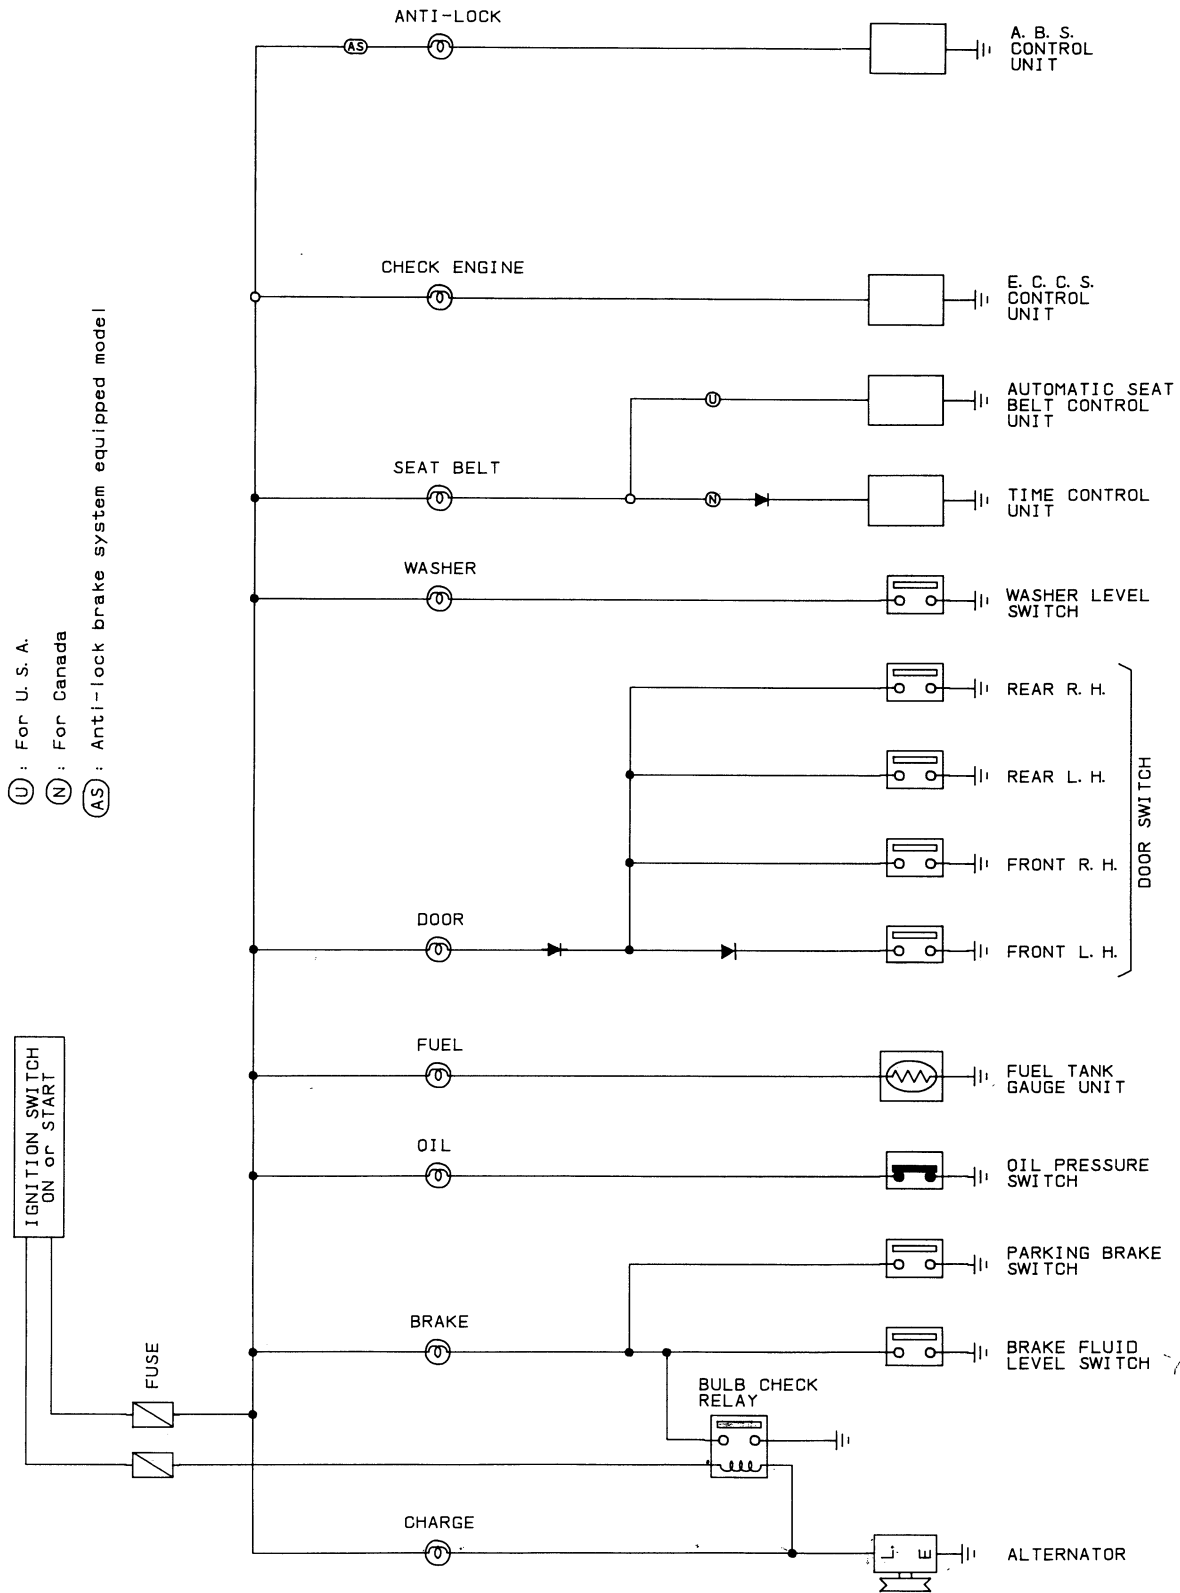 ANTI-LOCK
AS
A. B. S.
CONTROL
UNIT
CHECK ENGINE
E. C. C. S.
CONTROL
UNIT
U
AUTOMATIC SEAT
BELT CONTROL
UNIT
SEAT BELT
N
TIME CONTROL
UNIT
WASHER
WASHER LEVEL
SWITCH
REAR R. H.
REAR L. H.
FRONT R. H.
DOOR
FRONT L. H.
DOOR SWITCH
U : For U. S. A.
N : For Canada
AS : Anti-lock brake system equipped model
FUEL
FUEL TANK
GAUGE UNIT
OIL
OIL PRESSURE
SWITCH
IGNITION SWITCH
ON or START
PARKING BRAKE
SWITCH
BRAKE
BRAKE FLUID
LEVEL SWITCH
FUSE
BULB CHECK
RELAY
CHARGE
L E
ALTERNATOR